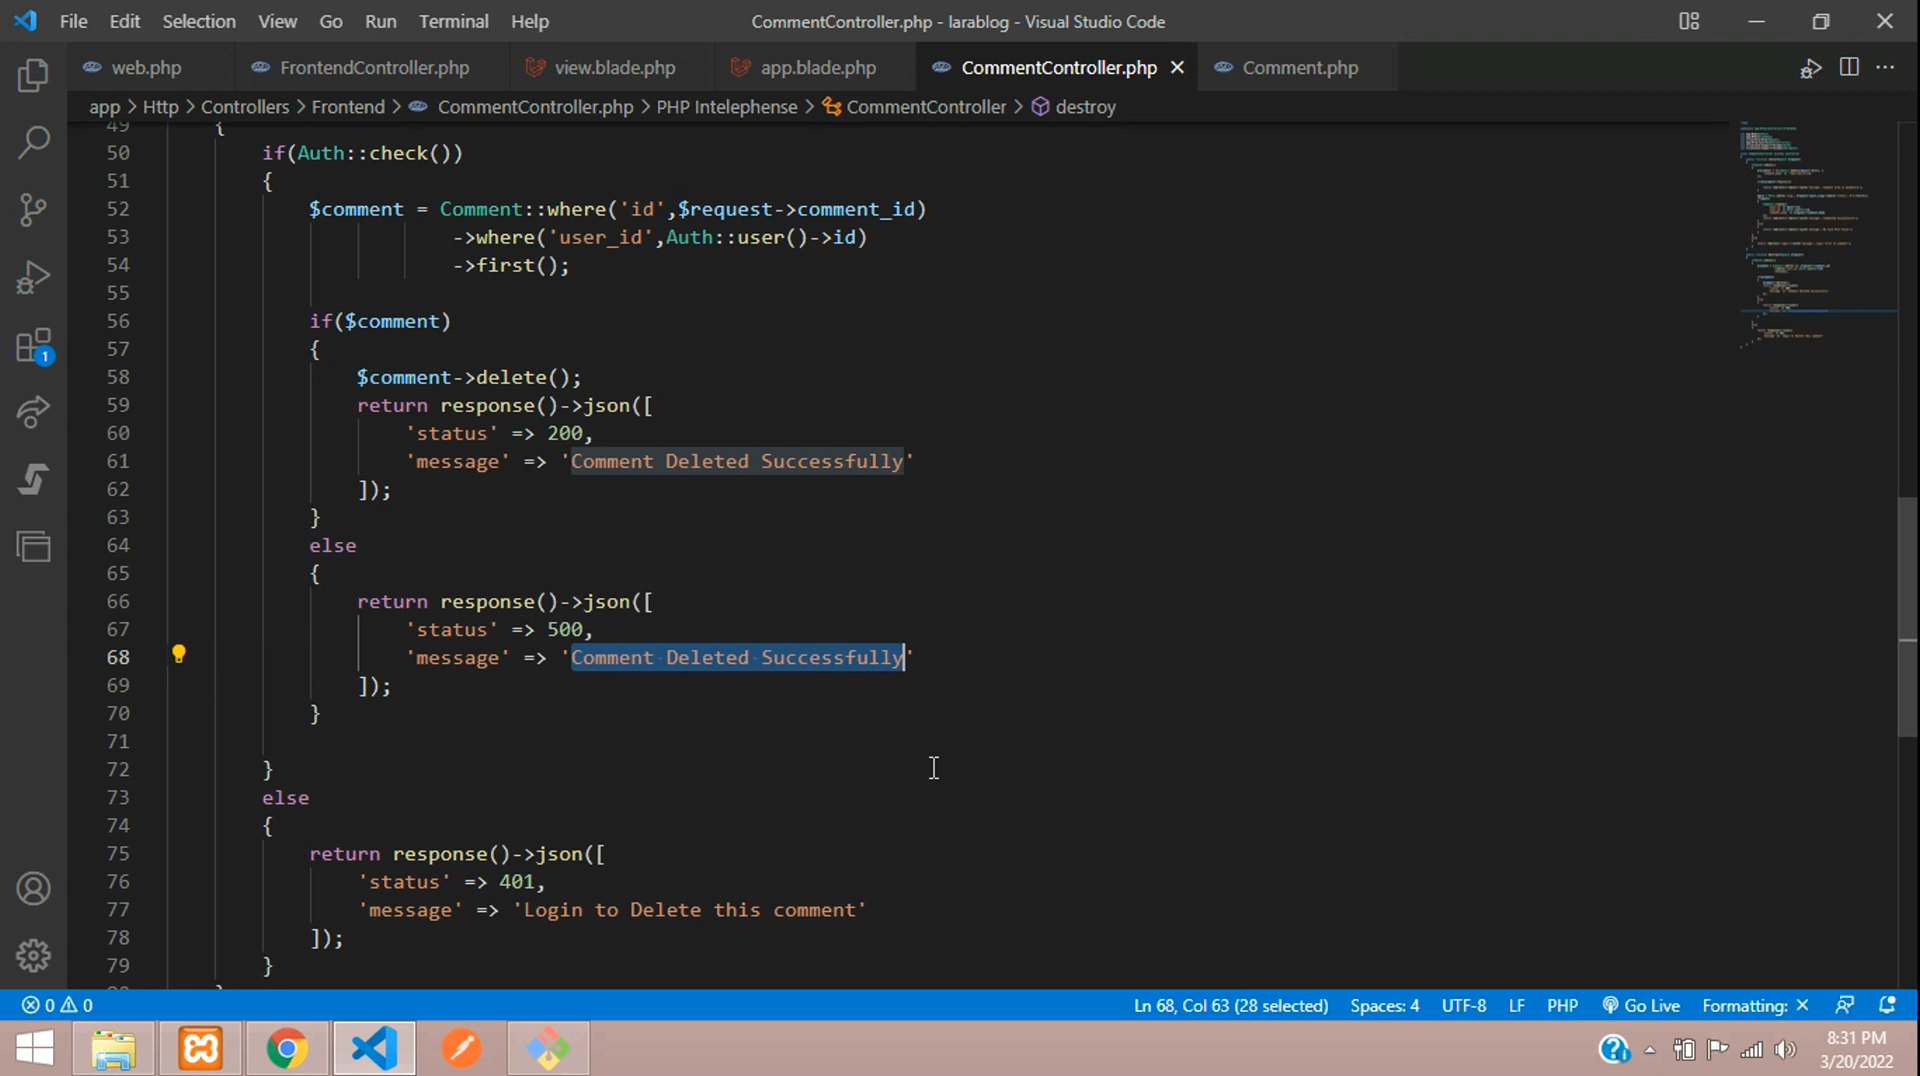 File Edit Selection View Go Run Terminal Help CommentController.php - larablog - Visual Studio Code
web.php FrontendController.php view.blade.php app.blade.php CommentController.php Comment.php
app > Http > Controllers > Frontend > CommentController.php > PHP Intelephense > CommentController > destroy
49 {
50 if(Auth::check())
51 {
52 $comment = Comment::where('id',$request->comment_id)
53 ->where('user_id',Auth::user()->id)
54 ->first();
55
56 if($comment)
57 {
58 $comment->delete();
59 return response()->json([
60 'status' => 200,
61 'message' => 'Comment Deleted Successfully'
62 ]);
63 }
64 else
65 {
66 return response()->json([
67 'status' => 500,
68 'message' => 'Comment Deleted Successfully'
69 ]);
70 }
71
72 }
73 else
74 {
75 return response()->json([
76 'status' => 401,
77 'message' => 'Login to Delete this comment'
78 ]);
79 }
1
0 0 Ln 68, Col 63 (28 selected) Spaces: 4 UTF-8 LF PHP Go Live Formatting: ×
8:31 PM
3/20/2022